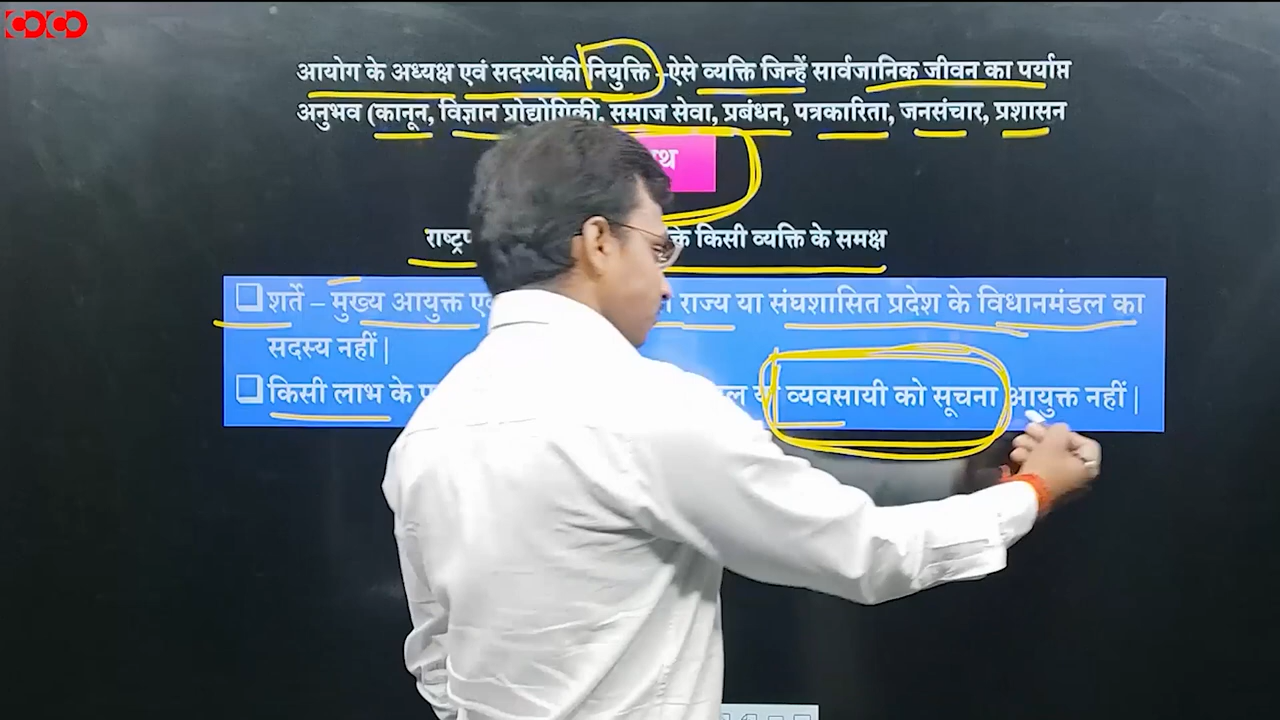 COCO
आयोग के अध्यक्ष एवं सदस्योंकी नियुक्ति –ऐसे व्यक्ति जिन्हें सार्वजानिक जीवन का पर्याप्त
अनुभव (कानून, विज्ञान प्रोद्योगिकी, समाज सेवा, प्रबंधन, पत्रकारिता, जनसंचार, प्रशासन
किसी व्यक्ति के समक्ष
शर्ते – मुख्य आयुक्त राज्य या संघशासित प्रदेश के विधानमंडल का
सदस्य नहीं |
किसी लाभ के व्यवसायी को सूचना आयुक्त नहीं |